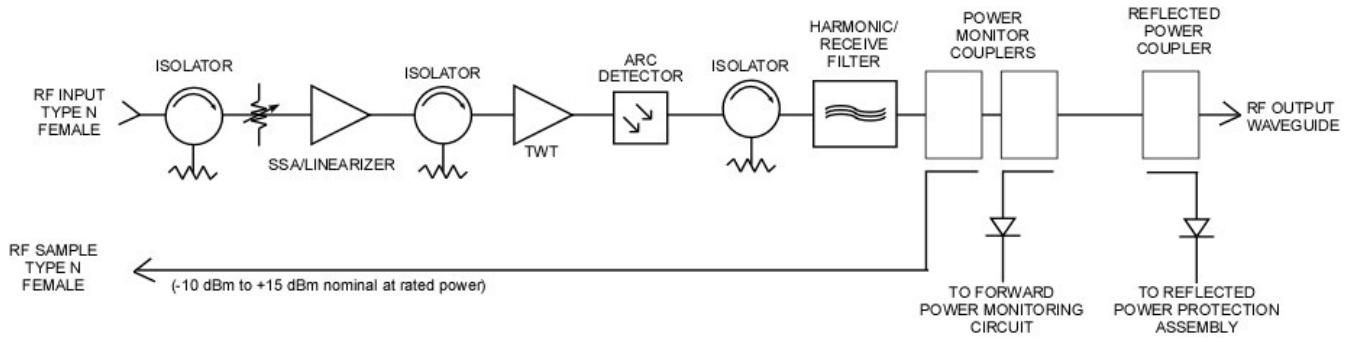 ISOLATOR
RF INPUT
TYPE N
FEMALE
SSA/LINEARIZER
ISOLATOR
TWT
ARC
DETECTOR
ISOLATOR
HARMONIC/
RECEIVE
FILTER
POWER
MONITOR
COUPLERS
REFLECTED
POWER
COUPLER
RF OUTPUT
WAVEGUIDE
RF SAMPLE
TYPE N
FEMALE
(-10 dBm to +15 dBm nominal at rated power)
TO FORWARD
POWER MONITORING
CIRCUIT
TO REFLECTED
POWER PROTECTION
ASSEMBLY